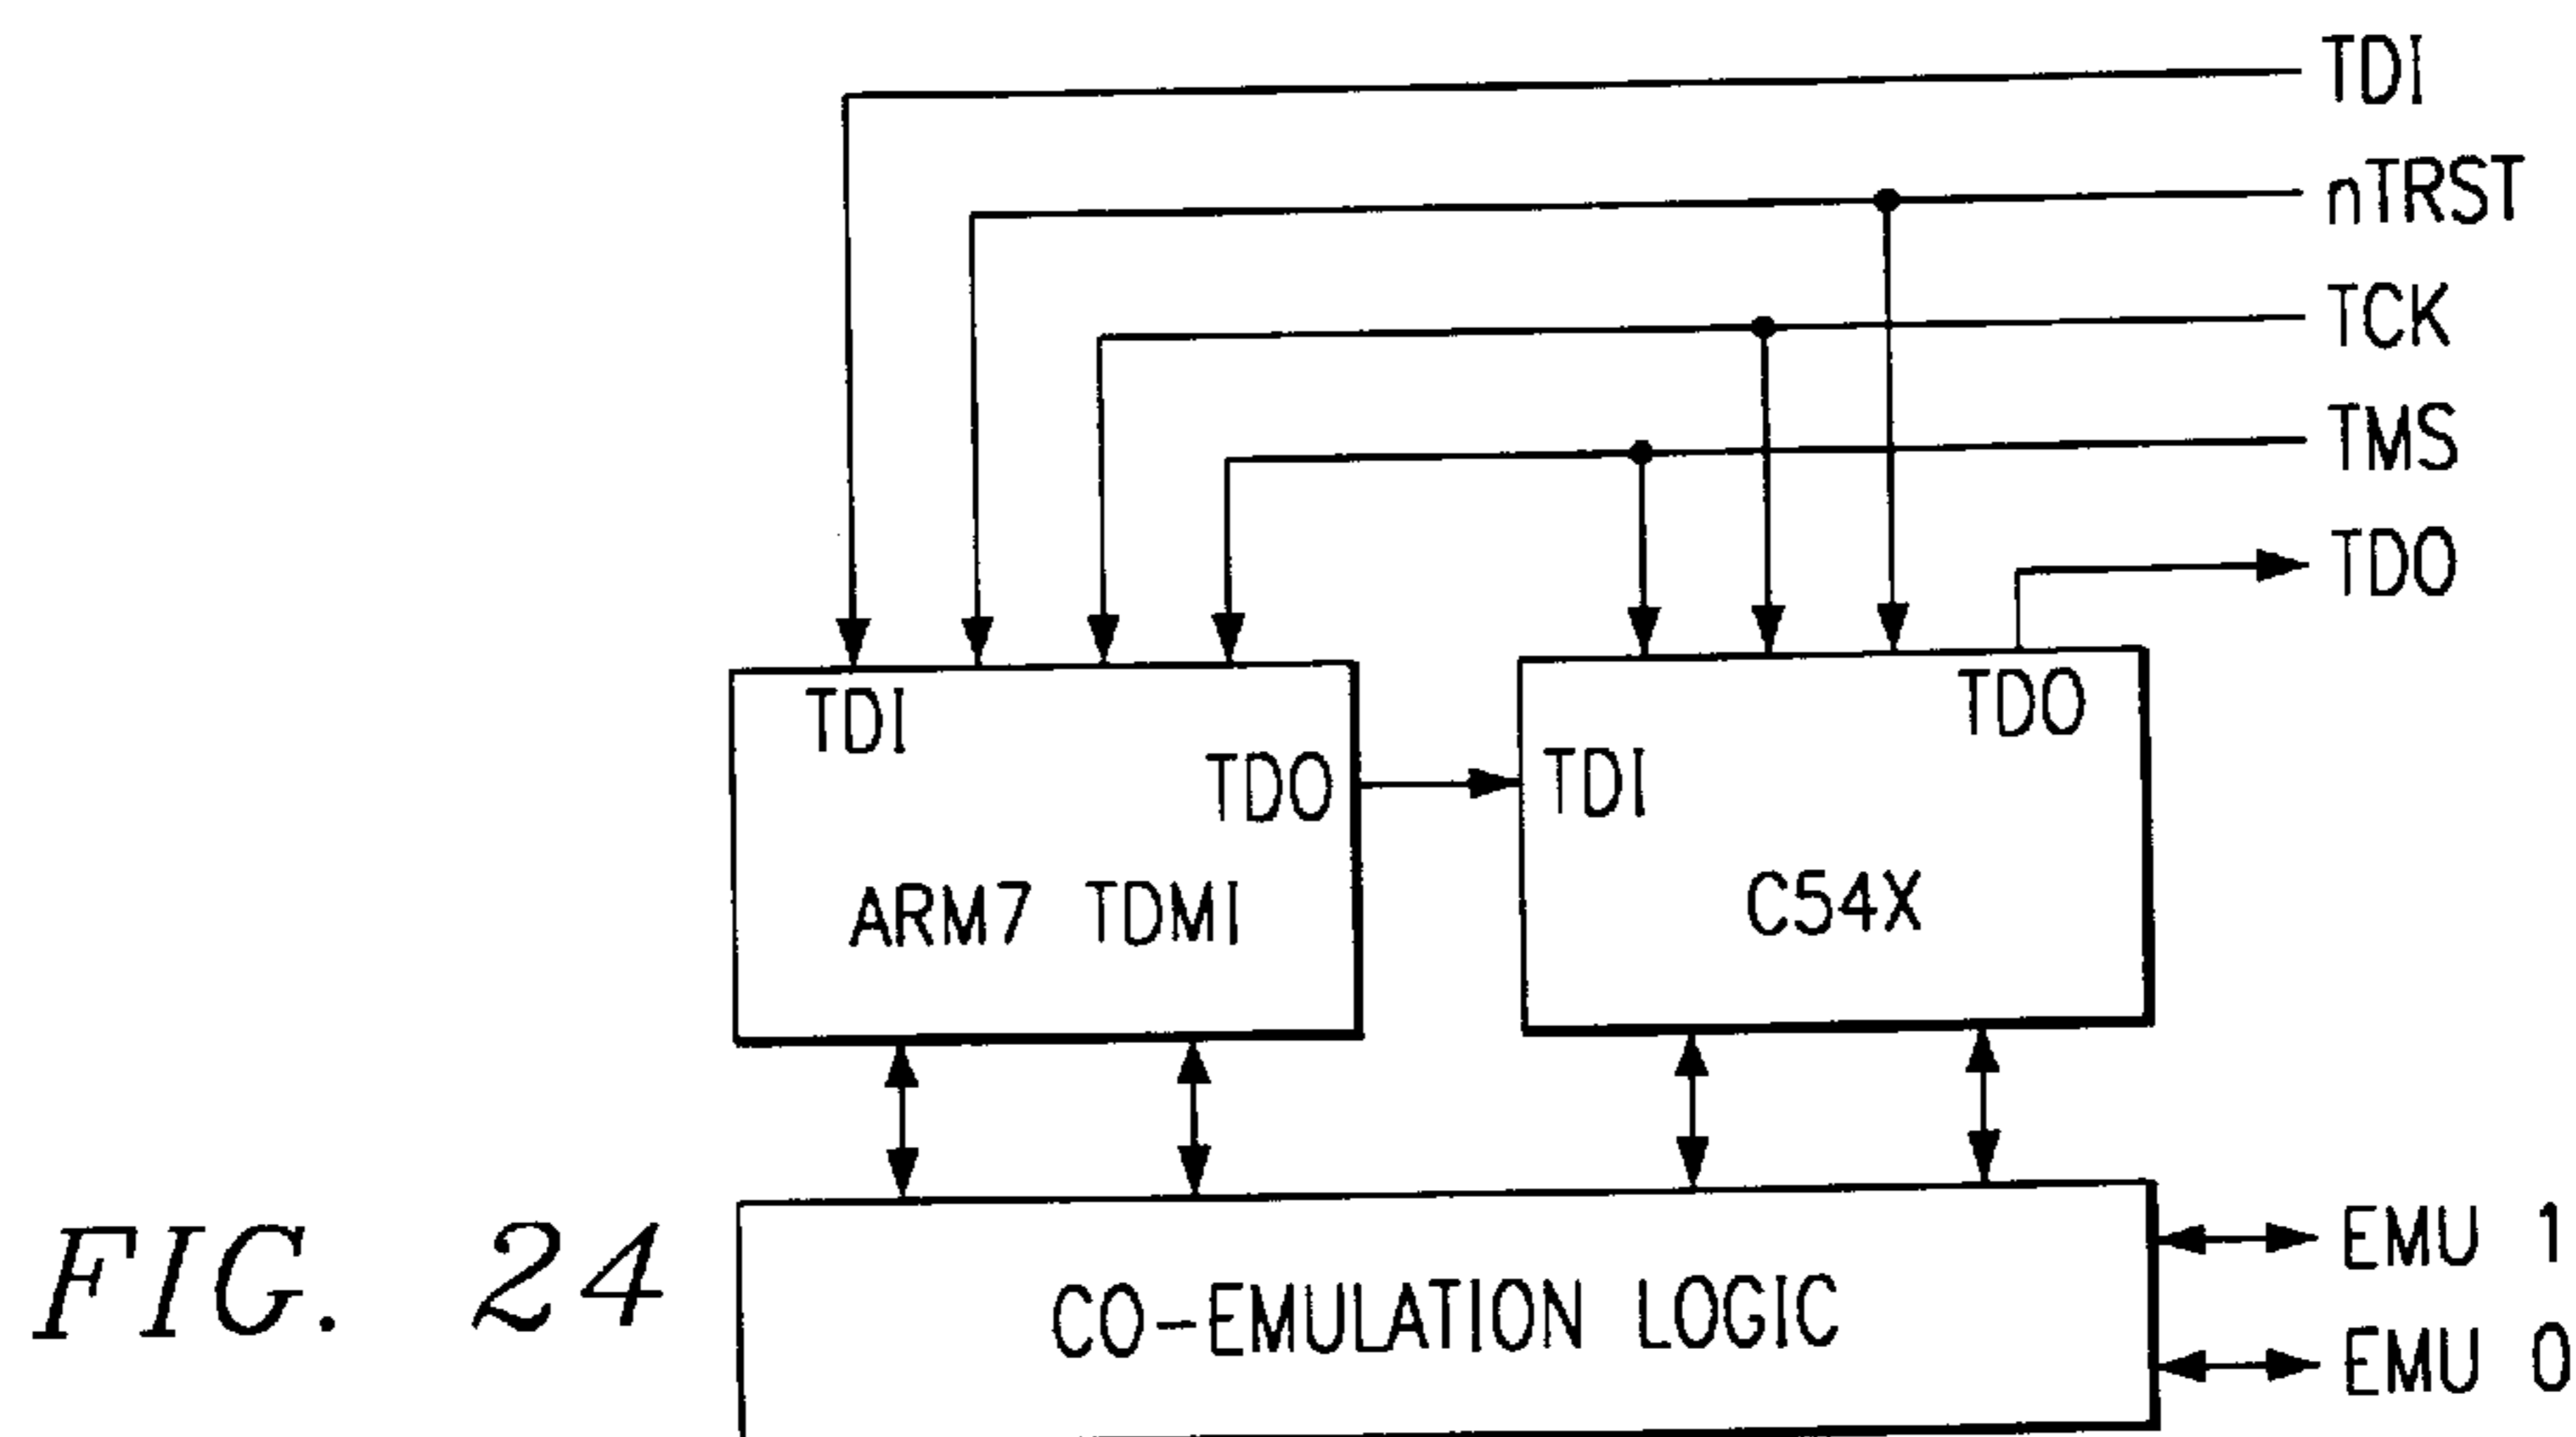 TDI
nTRST
TCK
TMS
TDO
TDI
TDO
TDO
TDI
ARM7 TDMI
C54X
EMU 1
CO-EMULATION LOGIC
EMU 0
FIG. 24